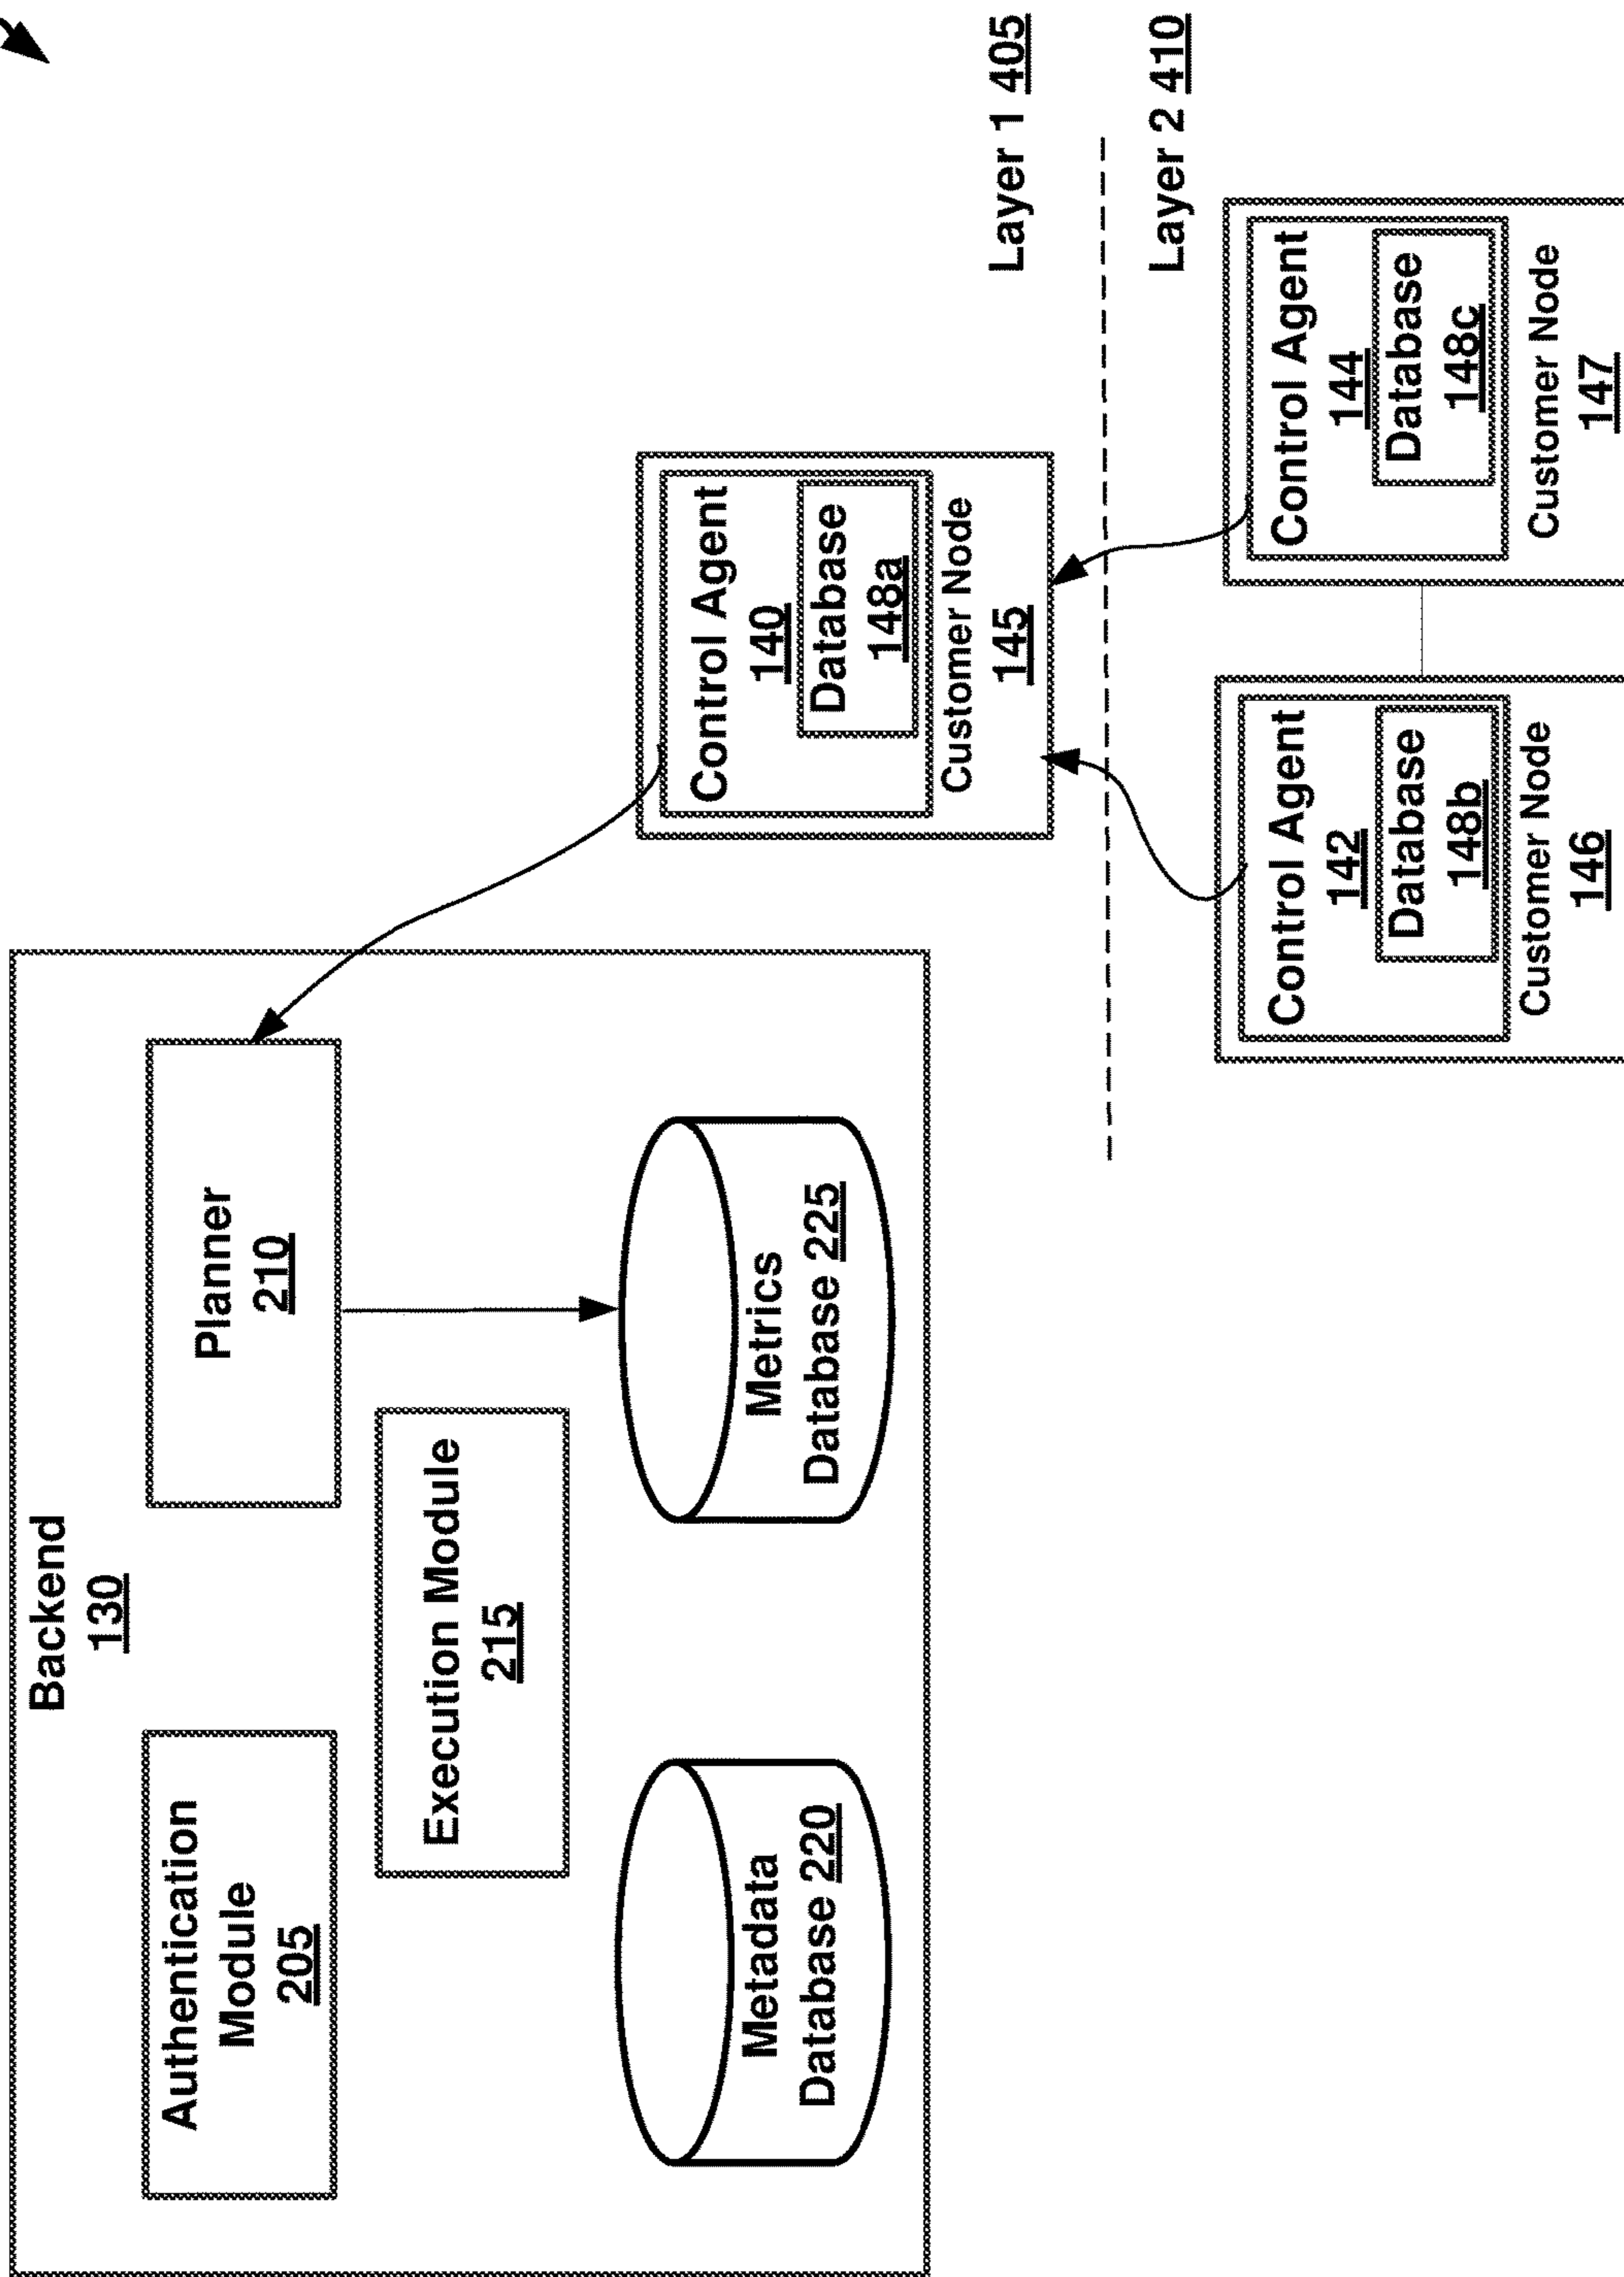 Backend
130
Authentication
Module
205
Planner
210
Execution Module
215
Metadata
Database 220
Metrics
Database 225
Control Agent
140
Database
148a
Customer Node
145
Layer 1 405
Layer 2 410
Control Agent
142
Database
148b
Customer Node
146
Control Agent
144
Database
148c
Customer Node
147